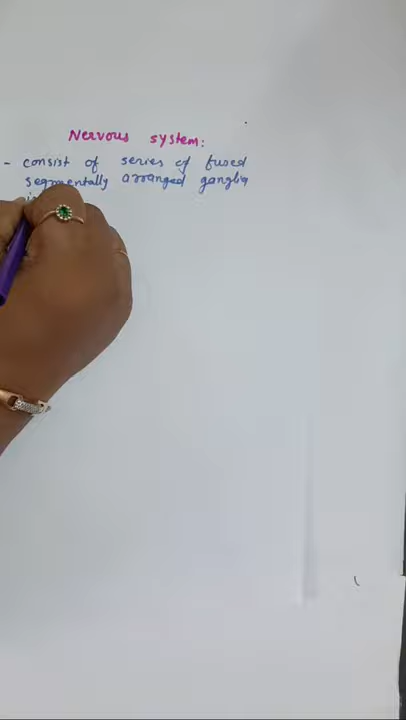 Nervous system:
- consist of series of fused
segmentally arranged ganglia